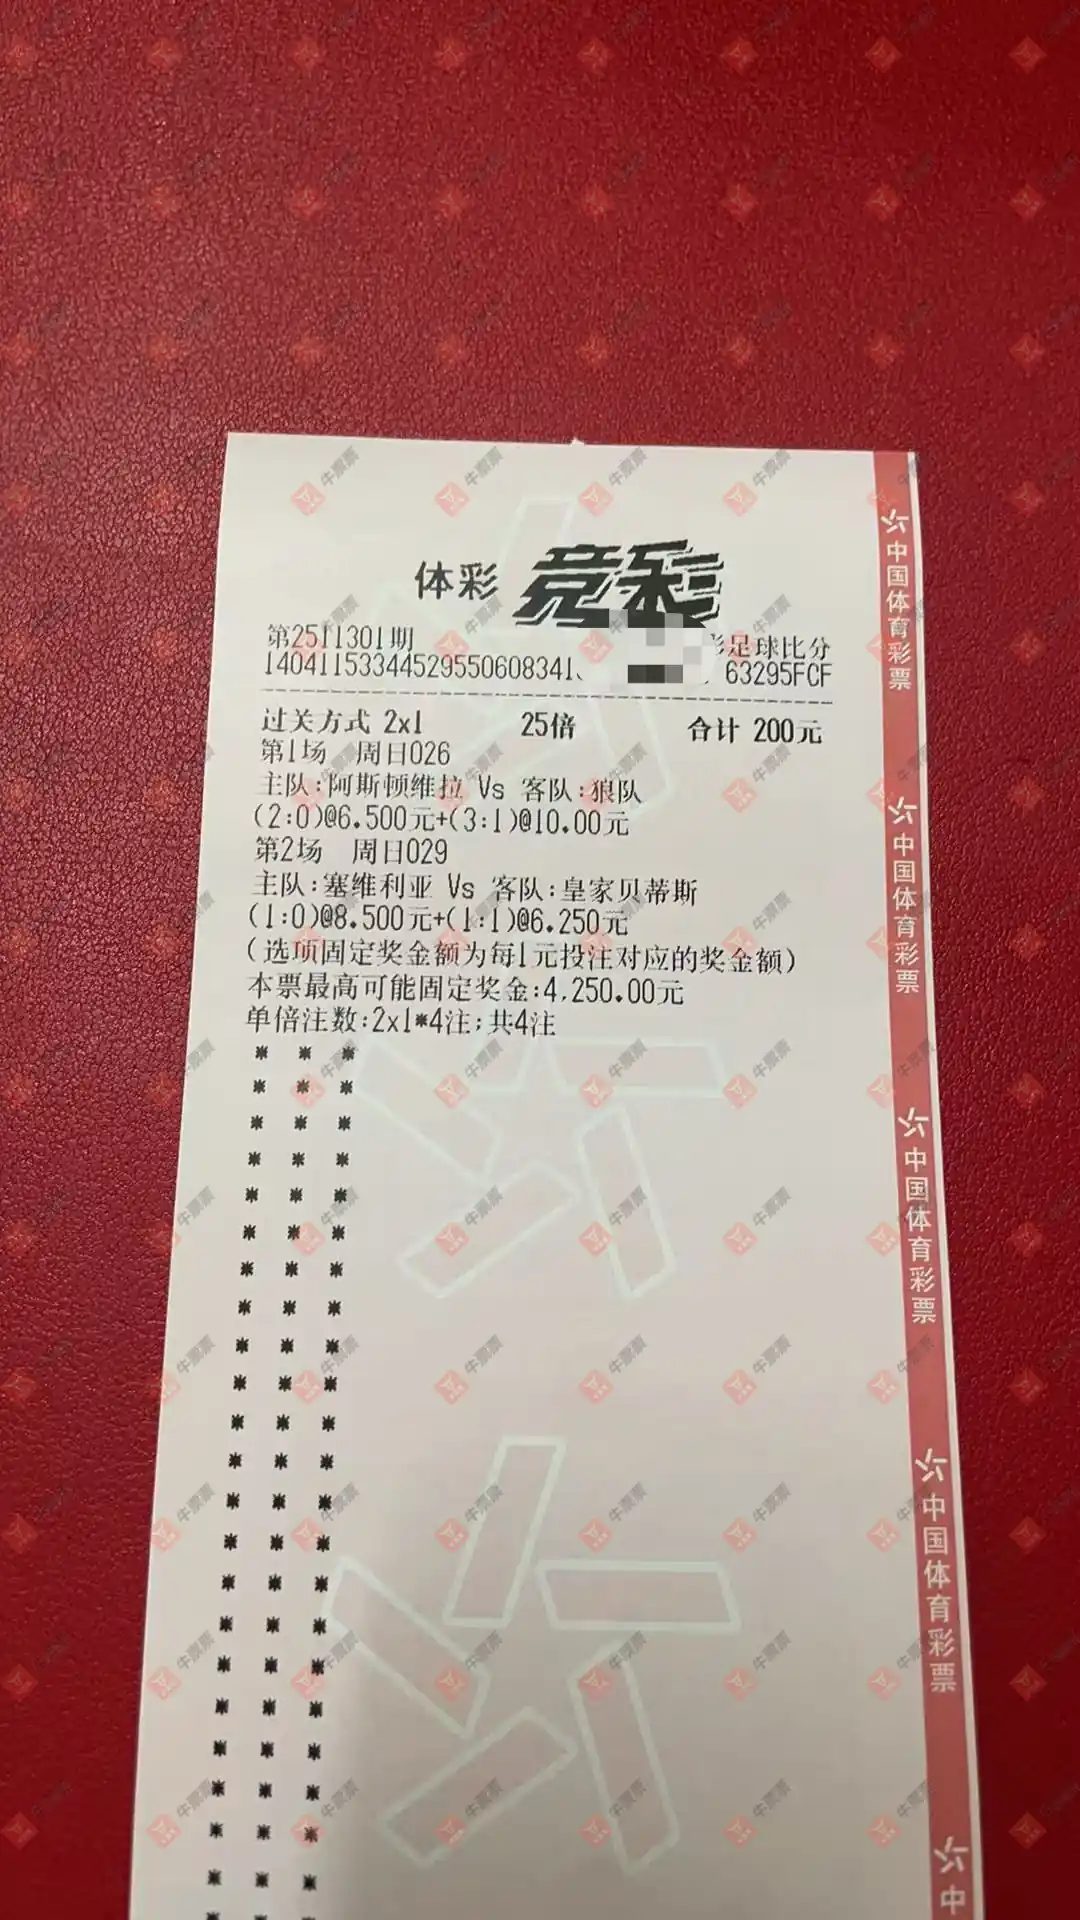 体彩 竞彩
第2511301期 足球比分
14041153344529550608341 63295FCF
过关方式 2x1 25倍 合计 200元
第1场 周日026
主队:阿斯顿维拉 Vs 客队:狼队
(2:0)@6.500元+(3:1)@10.00元
第2场 周日029
主队:塞维利亚 Vs 客队:皇家贝蒂斯
(1:0)@8.500元+(1:1)@6.250元
(选项固定奖金额为每1元投注对应的奖金额)
本票最高可能固定奖金:4,250.00元
单倍注数:2x1*4注;共4注
中国体育彩票
中国体育彩票
中国体育彩票
中国体育彩票
中
牛票票